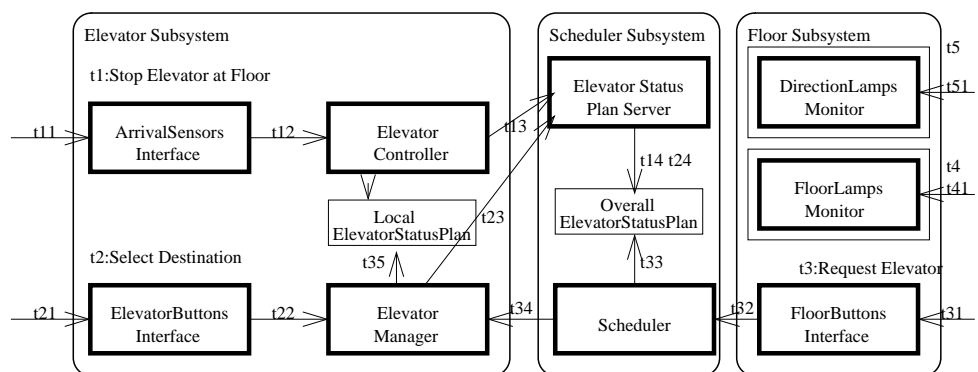 Elevator Subsystem
Scheduler Subsystem
Floor Subsystem
t1:Stop Elevator at Floor
t5
t11
ArrivalSensors
Interface
t12
Elevator
Controller
t13
Elevator Status
Plan Server
DirectionLamps
Monitor
t51
t14 t24
t4
FloorLamps
Monitor
t41
Local
ElevatorStatusPlan
t23
Overall
ElevatorStatusPlan
t2:Select Destination
t35
t33
t3:Request Elevator
t21
ElevatorButtons
Interface
t22
Elevator
Manager
t34
Scheduler
t32
FloorButtons
Interface
t31